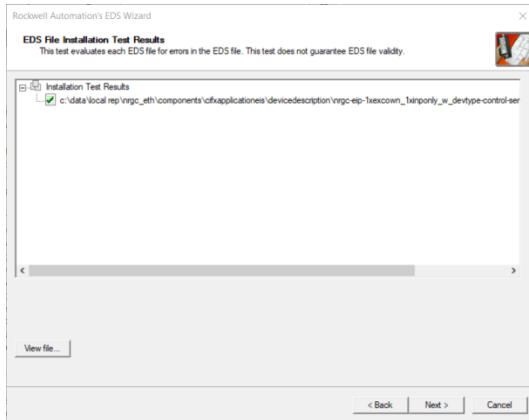 Rockwell Automation's EDS Wizard
EDS File Installation Test Results
This test evaluates each EDS file for errors in the EDS file. This test does not guarantee EDS file validity.
Installation Test Results
c:\data\local rep\nrgc_eth\components\cifxapplicationeis\devicedescription\nrgc-eip-1xexcown_1xinponly_w_devtype-control-ser
View file...
< Back
Next >
Cancel